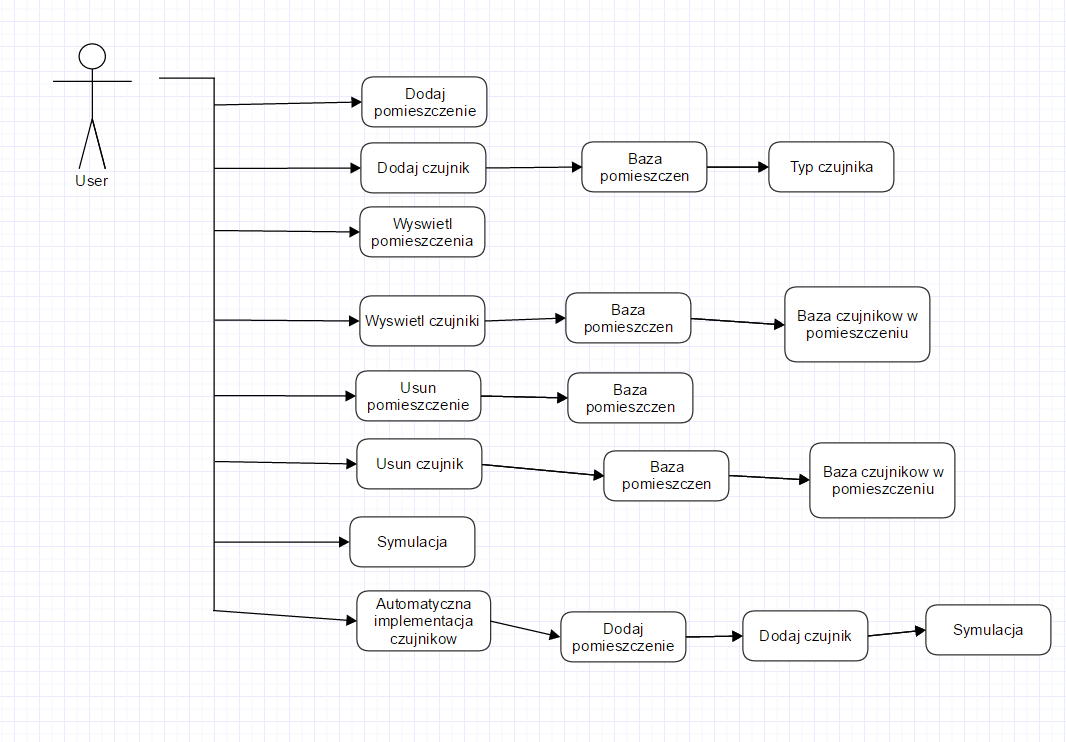 User
Dodaj
pomieszczenie
Dodaj czujnik
Baza
pomieszczen
Typ czujnika
Wyswietl
pomieszczenia
Wyswietl czujniki
Baza
pomieszczen
Baza czujnikow w
pomieszczeniu
Usun
pomieszczenie
Baza
pomieszczen
Usun czujnik
Baza
pomieszczen
Baza czujnikow w
pomieszczeniu
Symulacja
Automatyczna
implementacja
czujnikow
Dodaj
pomieszczenie
Dodaj czujnik
Symulacja